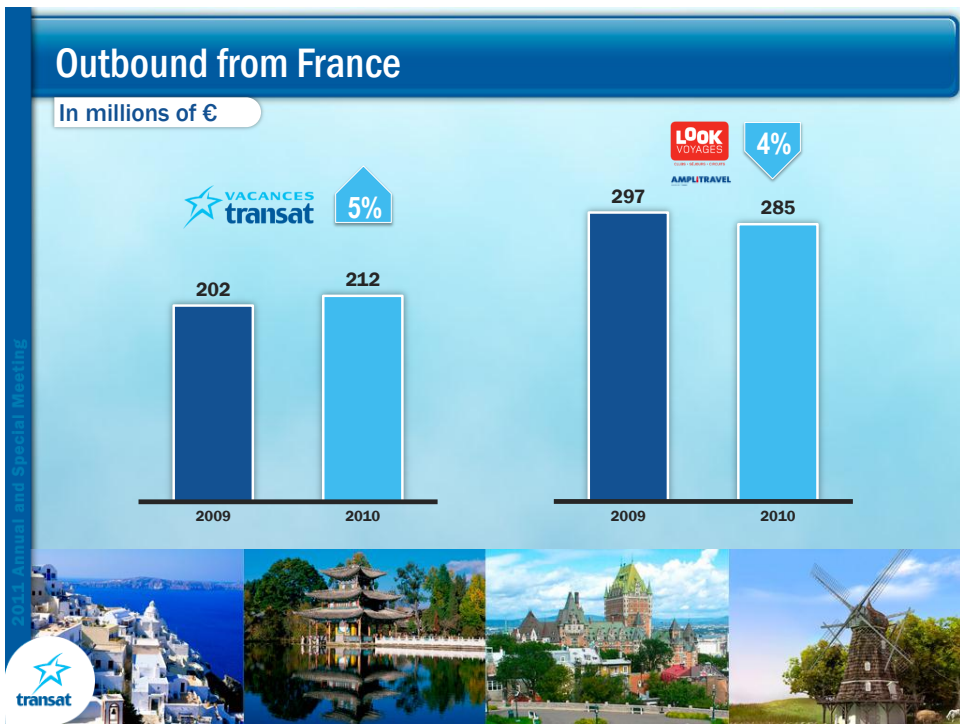 Outbound from France
In millions of €
VACANCES
transat
5%
202
212
2009
2010
LOOK
VOYAGES
AMPLITRAVEL
4%
297
285
2009
2010
2011 Annual and Special Meeting
transat